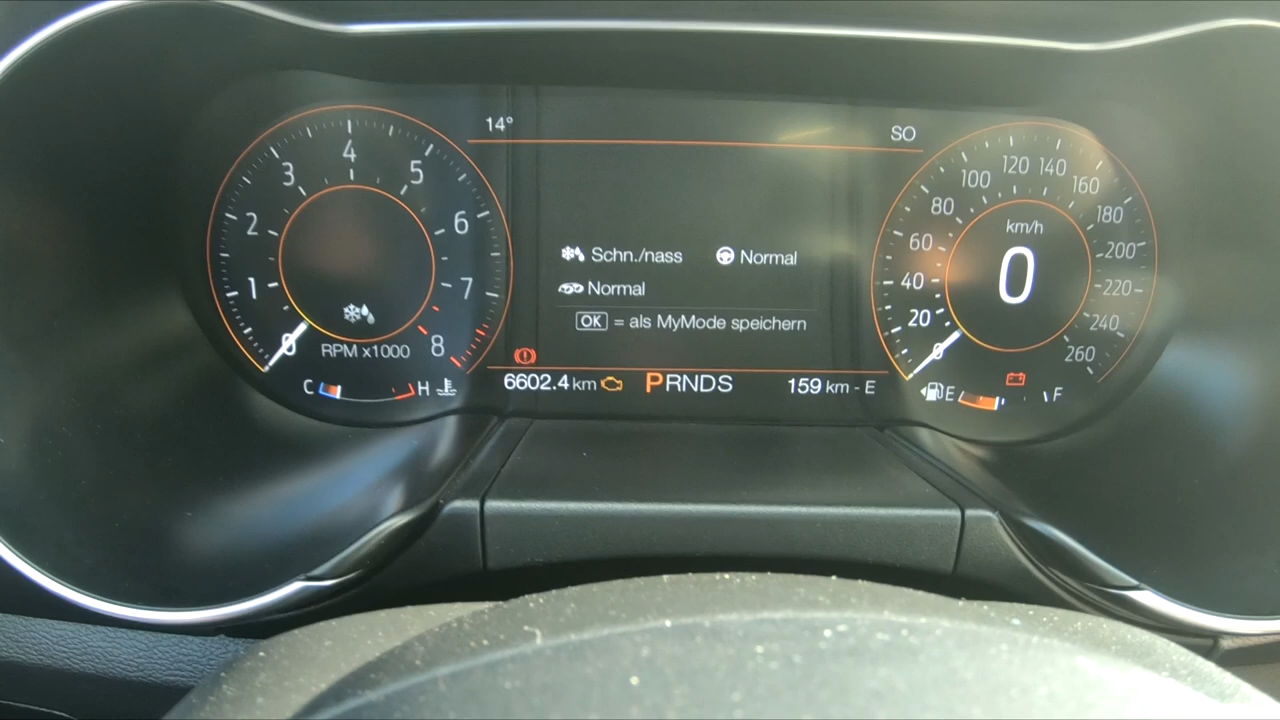 14°
SO
0 1 2 3 4 5 6 7 8
RPM x1000
C H
Schn./nass Normal
Normal
OK = als MyMode speichern
6602.4 km PRNDS 159 km - E
0 20 40 60 80 100 120 140 160 180 200 220 240 260
km/h
0
E F